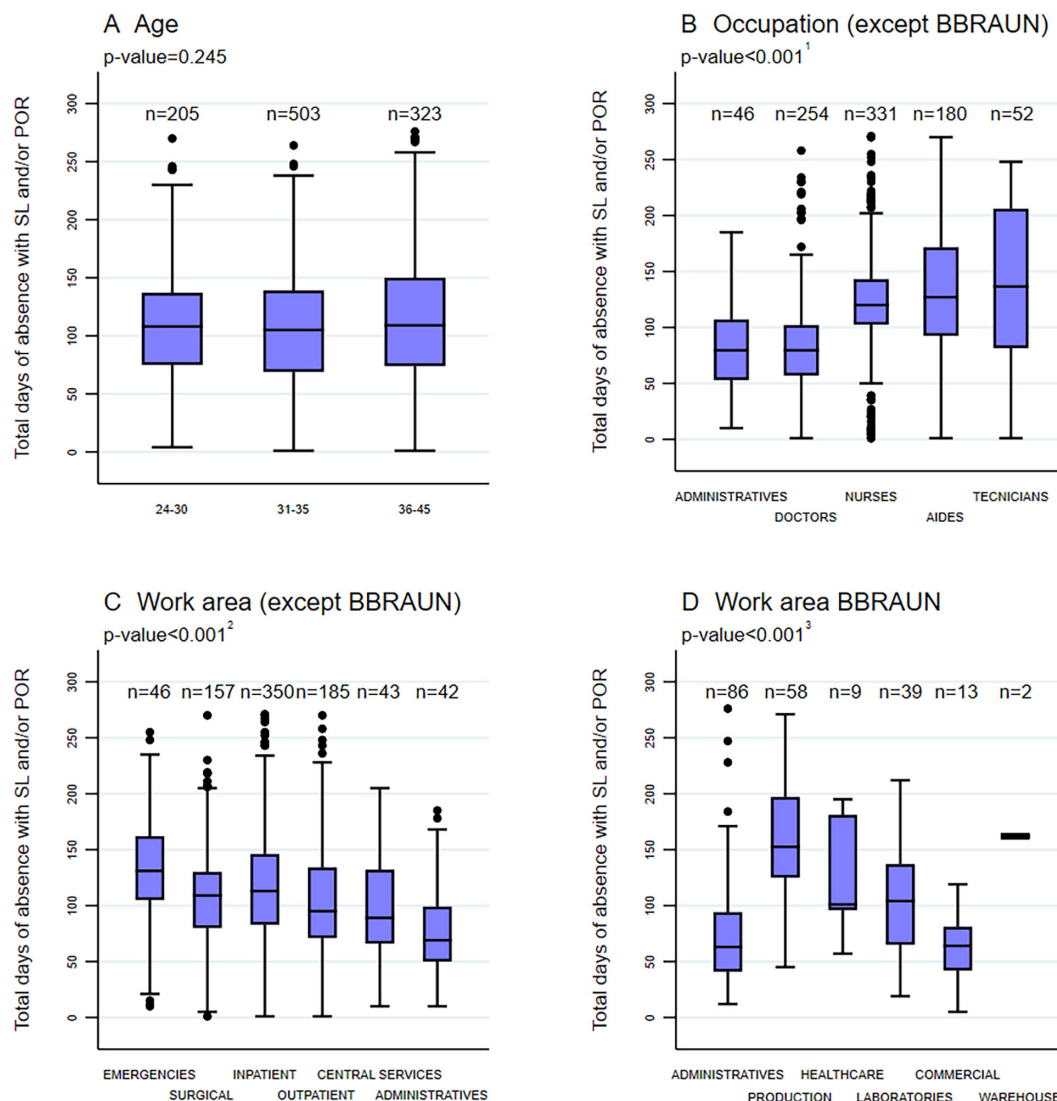 A Age
p-value=0.245
Total days of absence with SL and/or POR
300
250
200
150
100
50
0
n=205 n=503 n=323
24-30 31-35 36-45
B Occupation (except BBRAUN)
p-value<0.001¹
Total days of absence with SL and/or POR
300
250
200
150
100
50
0
n=46 n=254 n=331 n=180 n=52
ADMINISTRATIVES NURSES TECNICIANS
DOCTORS AIDES
C Work area (except BBRAUN)
p-value<0.001²
Total days of absence with SL and/or POR
300
250
200
150
100
50
0
n=46 n=157 n=350 n=185 n=43 n=42
EMERGENCIES INPATIENT CENTRAL SERVICES
SURGICAL OUTPATIENT ADMINISTRATIVES
D Work area BBRAUN
p-value<0.001³
Total days of absence with SL and/or POR
300
250
200
150
100
50
0
n=86 n=58 n=9 n=39 n=13 n=2
ADMINISTRATIVES HEALTHCARE COMMERCIAL
PRODUCTION LABORATORIES WAREHOUSE